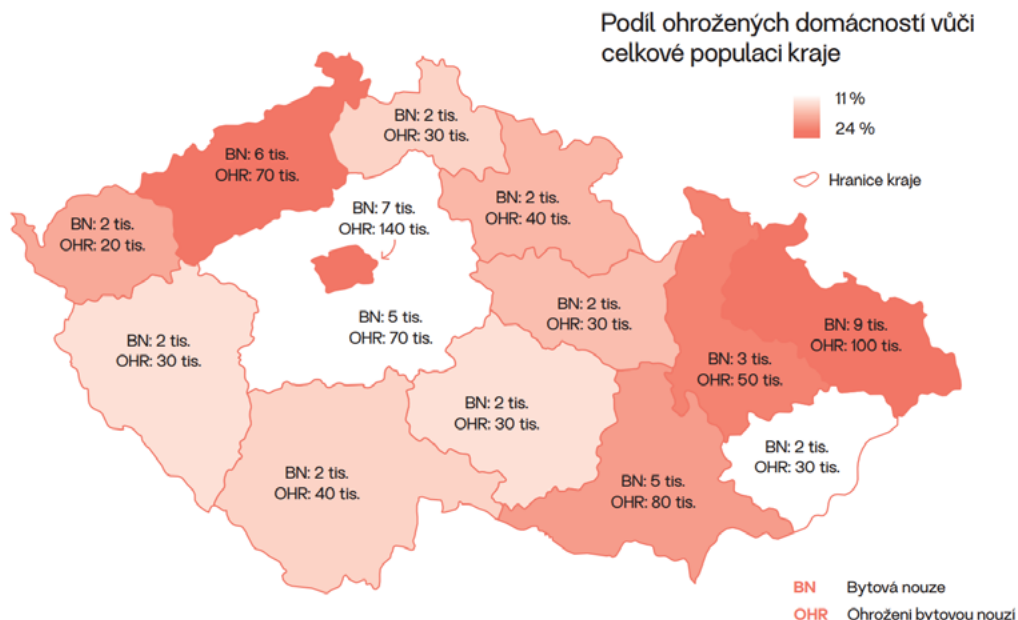 Podíl ohrožených domácností vůči
celkové populaci kraje
11 %
24 %
Hranice kraje
BN: 2 tis.
OHR: 30 tis.
BN: 6 tis.
OHR: 70 tis.
BN: 7 tis.
OHR: 140 tis.
BN: 2 tis.
OHR: 40 tis.
BN: 2 tis.
OHR: 20 tis.
BN: 5 tis.
OHR: 70 tis.
BN: 2 tis.
OHR: 30 tis.
BN: 9 tis.
OHR: 100 tis.
BN: 2 tis.
OHR: 30 tis.
BN: 3 tis.
OHR: 50 tis.
BN: 2 tis.
OHR: 30 tis.
BN: 2 tis.
OHR: 30 tis.
BN: 2 tis.
OHR: 40 tis.
BN: 5 tis.
OHR: 80 tis.
BN Bytová nouze
OHR Ohroženi bytovou nouzí